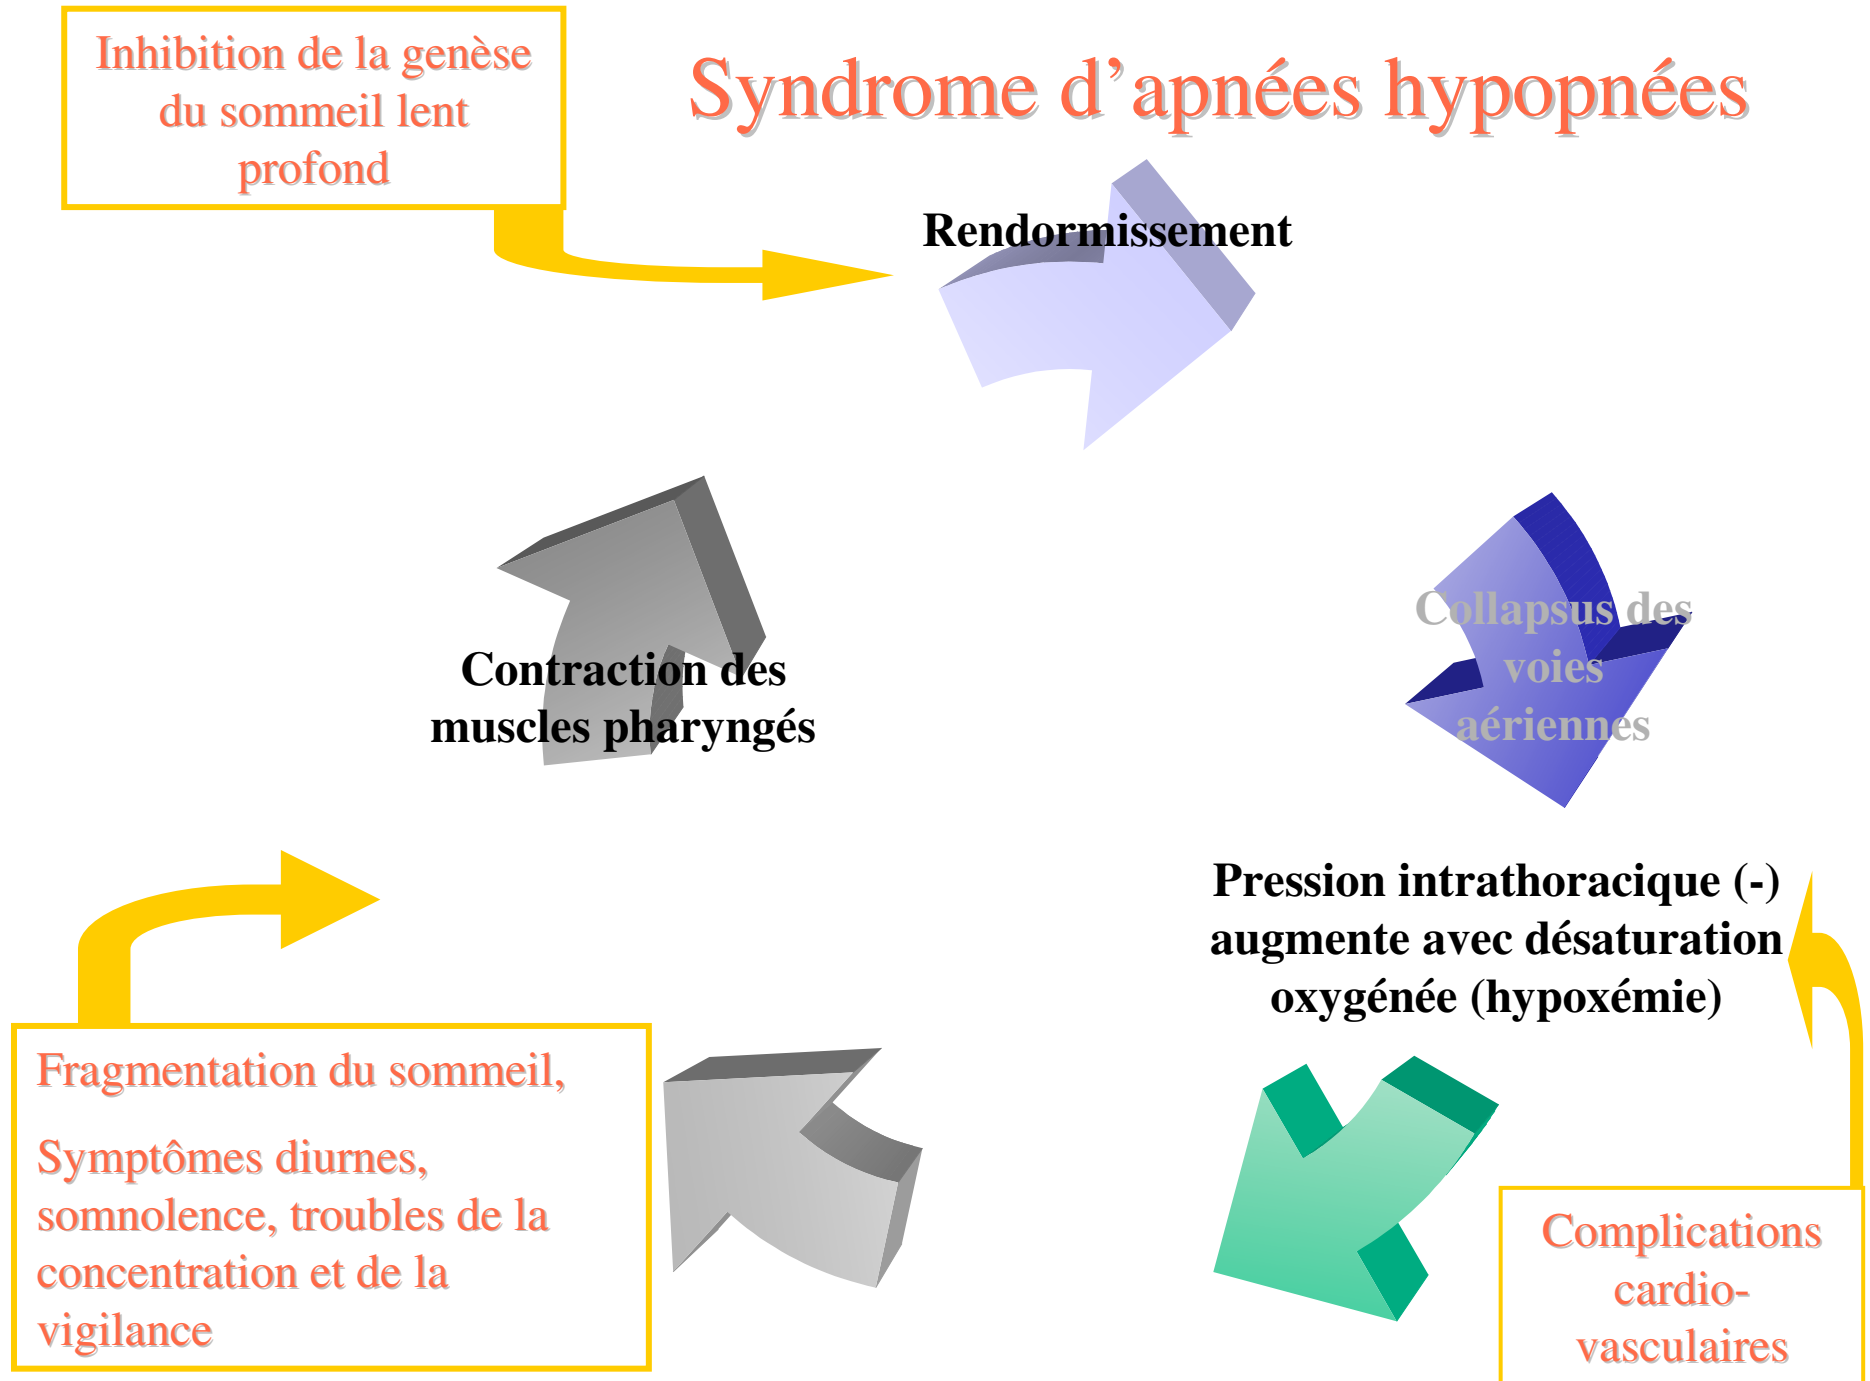 Inhibition de la genèse
du sommeil lent
profond
Syndrome d’apnées hypopnées
Rendormissement
Collapsus des
voies
aériennes
Contraction des
muscles pharyngés
Pression intrathoracique (-)
augmente avec désaturation
oxygénée (hypoxémie)
Fragmentation du sommeil,
Symptômes diurnes,
somnolence, troubles de la
concentration et de la
vigilance
Complications
cardio-
vasculaires